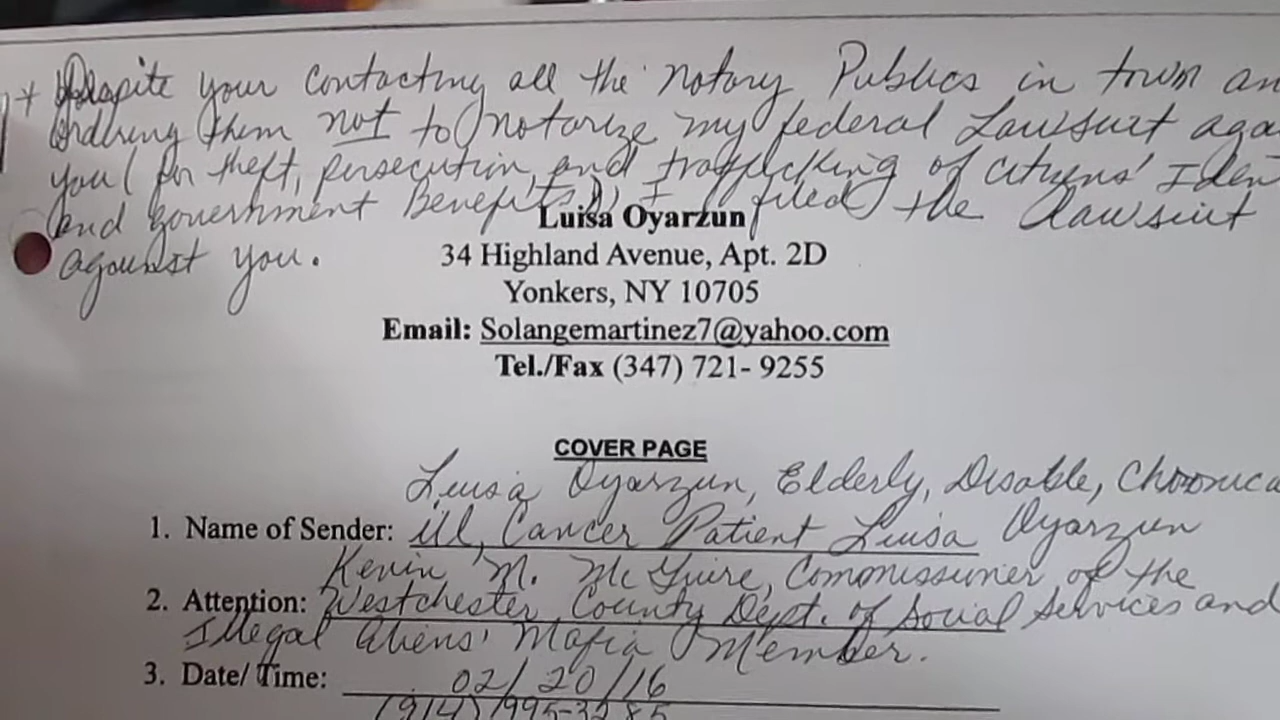 + Despite your contacting all the notary Publics in town an
ordering them not to notarize my federal Lawsuit aga
you (for theft, persecution, and trafficking of citizens' Iden
and government Benefits), I filed the Lawsuit
against you.
Luisa Oyarzun
34 Highland Avenue, Apt. 2D
Yonkers, NY 10705
Email: Solangemartinez7@yahoo.com
Tel./Fax (347) 721- 9255
COVER PAGE
Luisa Oyarzun, Elderly, Disable, Chronica
1. Name of Sender: ill, Cancer Patient Luisa Oyarzun
Kevin M. McGuire, Commissioner of the
2. Attention: Westchester County Dept. of Social Services and
Illegal Aliens' Mafia Member.
3. Date/ Time: 02/20/16
(914) 995-3285